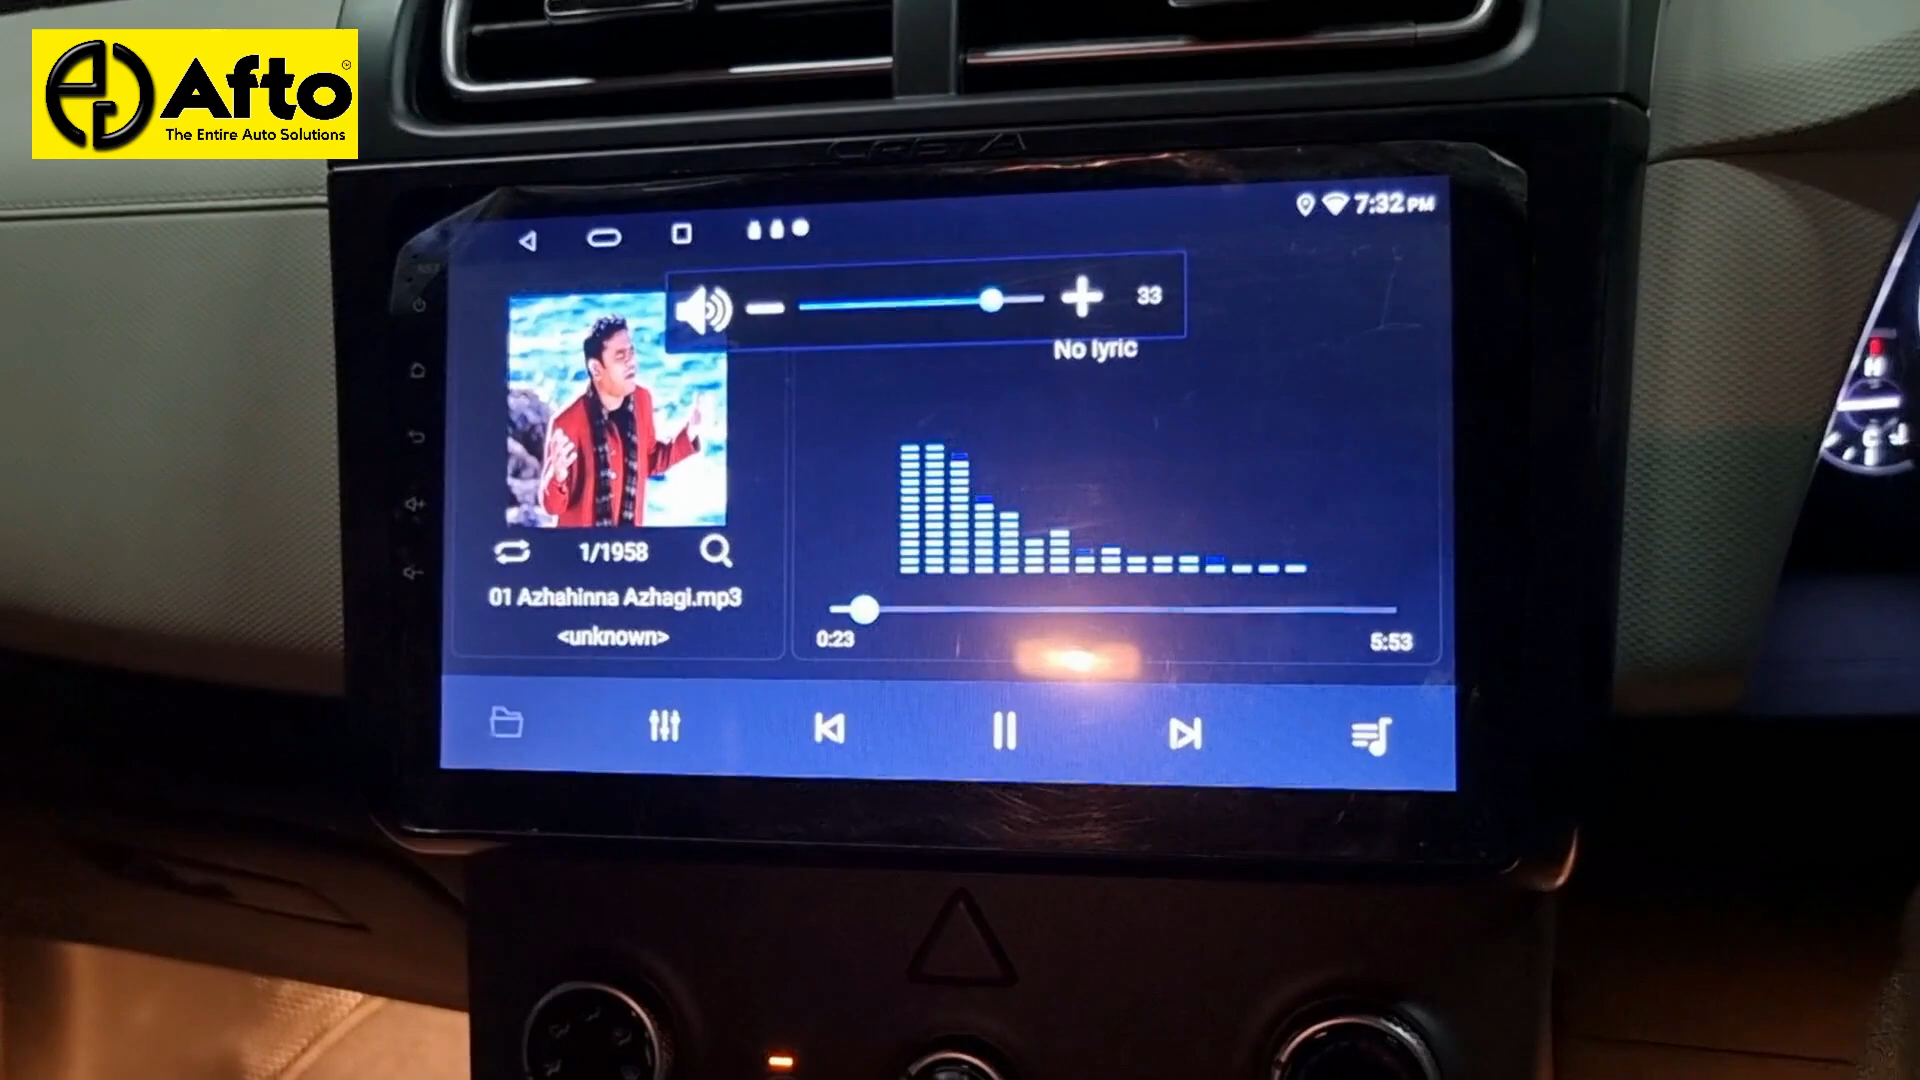 Afto
The Entire Auto Solutions
CRETA
7:32 PM
33
No lyric
1/1958
01 Azhahinna Azhagi.mp3
<unknown>
0:23
5:53
H
C